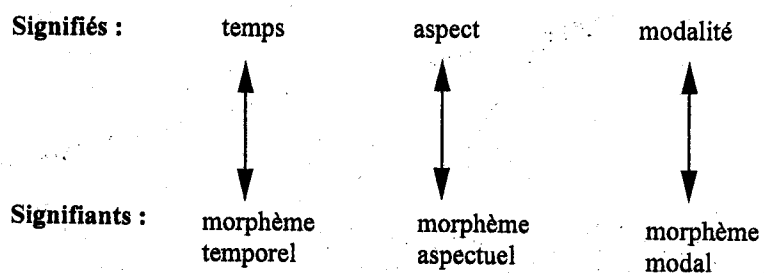 Signifiés : temps aspect modalité
Signifiants : morphème morphème morphème
temporel aspectuel modal